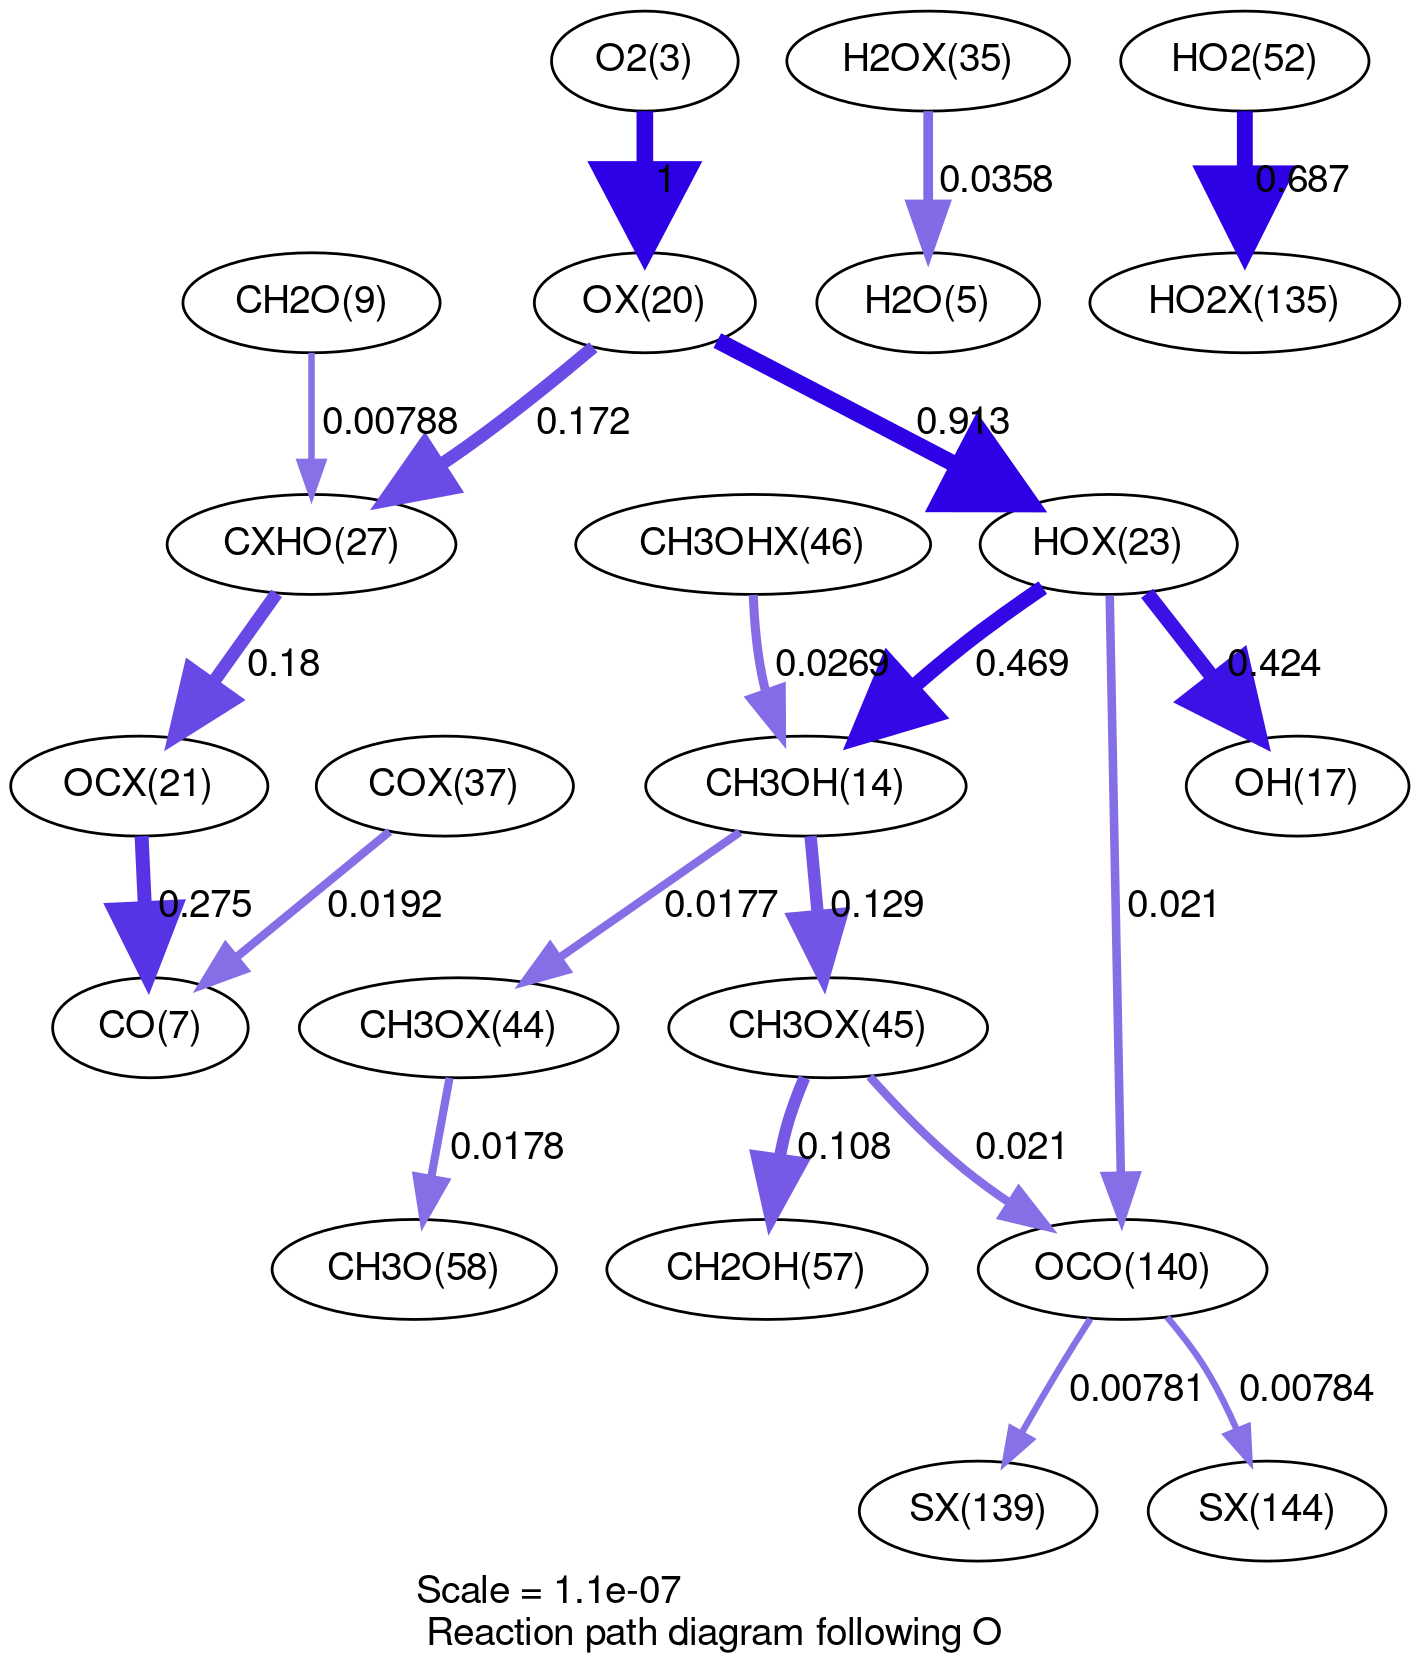 O2(3)
H2OX(35)
HO2(52)
1
0.0358
0.687
CH2O(9)
OX(20)
H2O(5)
HO2X(135)
0.00788
0.172
0.913
CXHO(27)
CH3OHX(46)
HOX(23)
0.18
0.0269
0.469
0.424
OCX(21)
COX(37)
CH3OH(14)
OH(17)
0.275
0.0192
0.0177
0.129
0.021
CO(7)
CH3OX(44)
CH3OX(45)
0.0178
0.108
0.021
CH3O(58)
CH2OH(57)
OCO(140)
0.00781
0.00784
SX(139)
SX(144)
Scale = 1.1e-07
Reaction path diagram following O